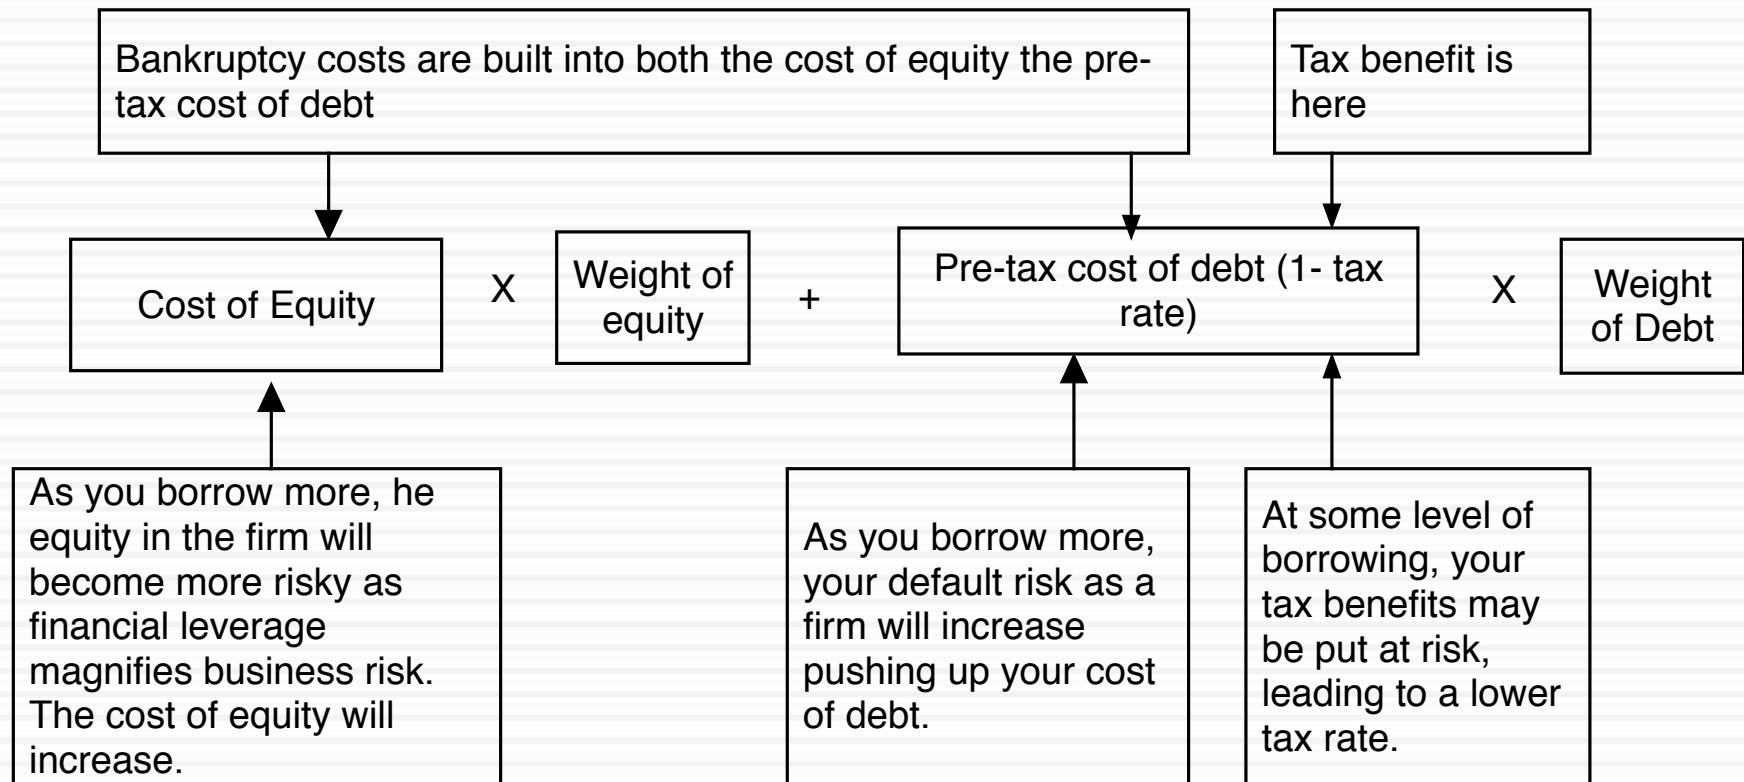 Bankruptcy costs are built into both the cost of equity the pre-
tax cost of debt
Tax benefit is
here
Cost of Equity
X
Weight of
equity
+
Pre-tax cost of debt (1- tax
rate)
X
Weight
of Debt
As you borrow more, he
equity in the firm will
become more risky as
financial leverage
magnifies business risk.
The cost of equity will
increase.
As you borrow more,
your default risk as a
firm will increase
pushing up your cost
of debt.
At some level of
borrowing, your
tax benefits may
be put at risk,
leading to a lower
tax rate.